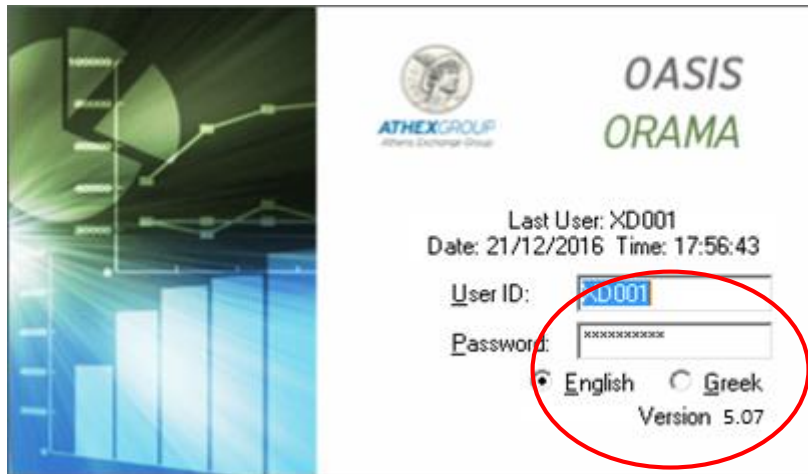 ATHEXGROUP
Athens Exchange Group
OASIS
ORAMA
Last User: XD001
Date: 21/12/2016 Time: 17:56:43
User ID: XD001
Password: **********
English Greek
Version 5.07